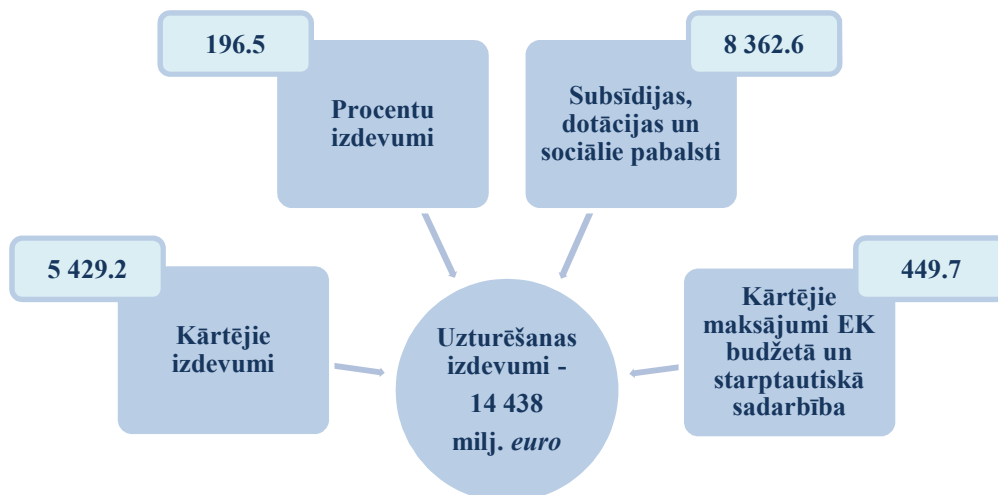 196.5
Procentu
izdevumi
8 362.6
Subsīdijas,
dotācijas un
sociālie pabalsti
5 429.2
Kārtējie
izdevumi
Uzturēšanas
izdevumi -
14 438
milj. euro
449.7
Kārtējie
maksājumi EK
budžetā un
starptautiskā
sadarbība